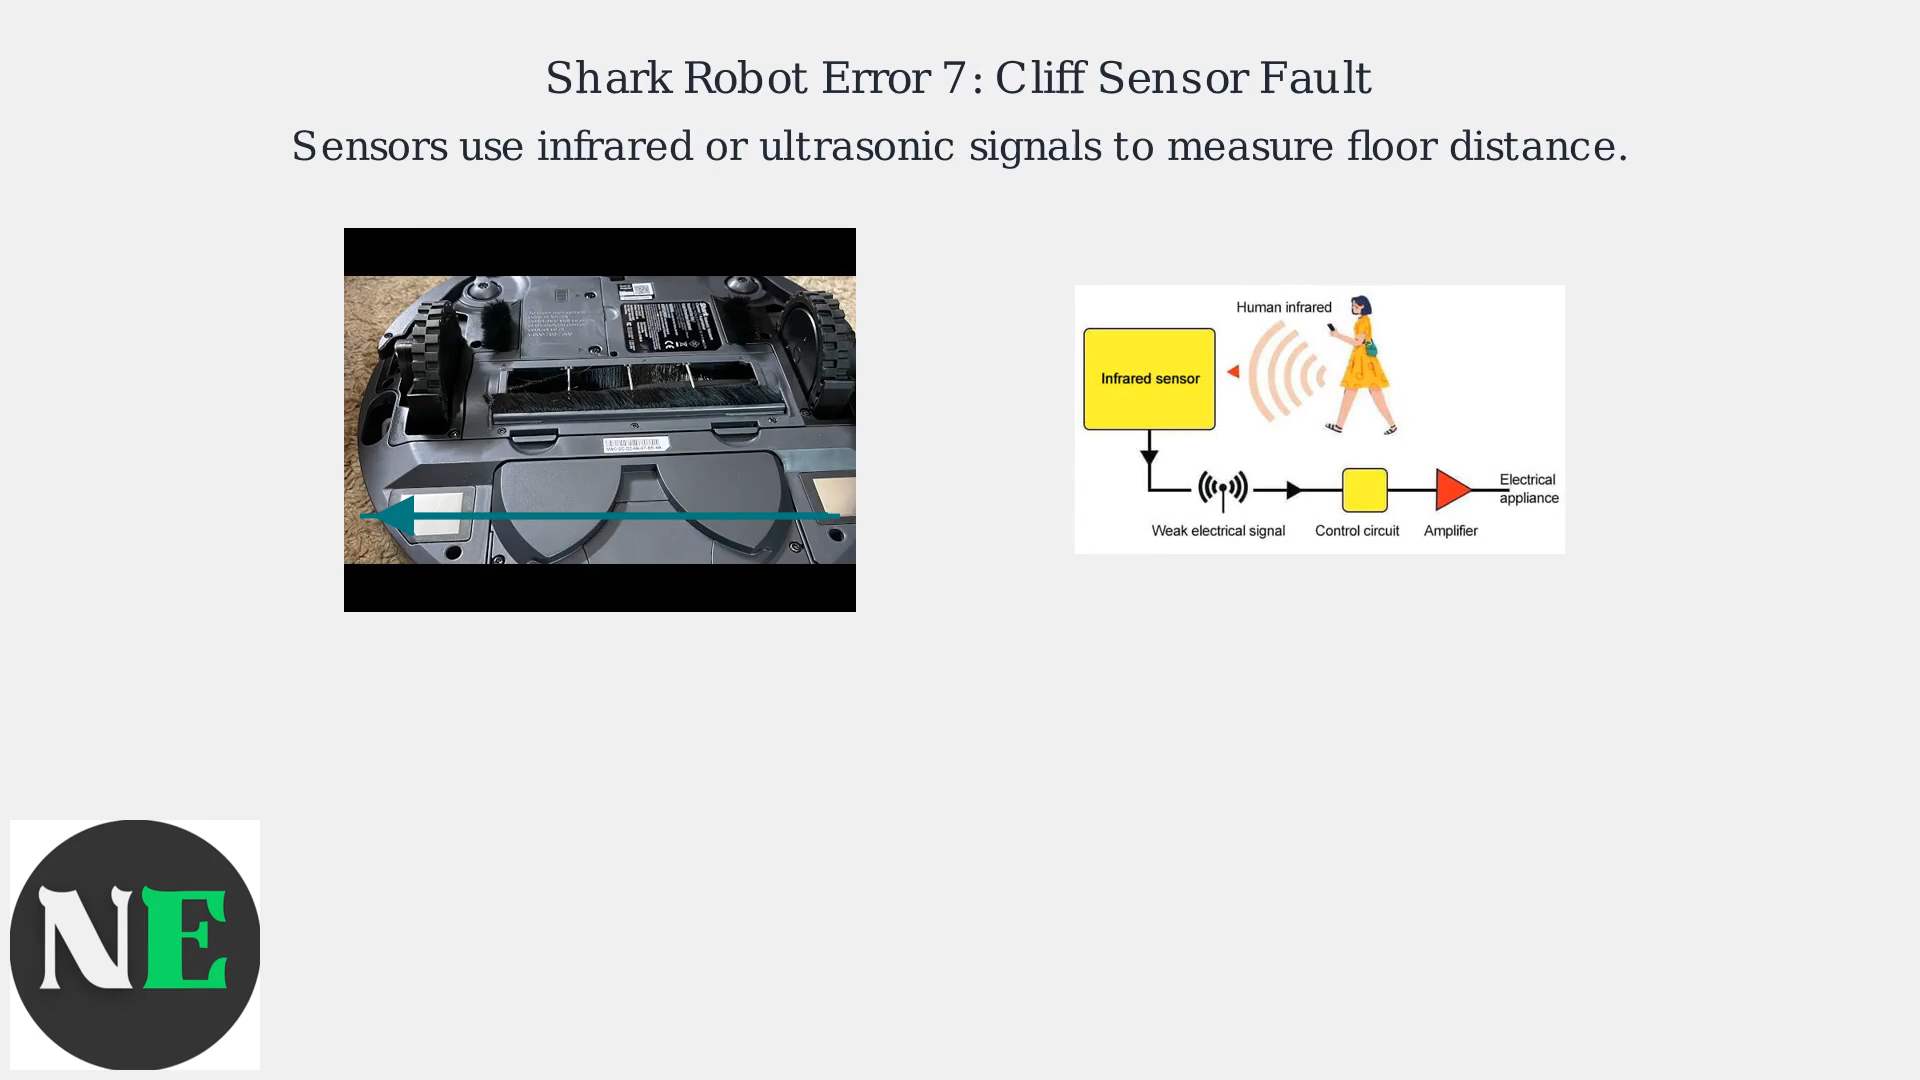 Shark Robot Error 7: Cliff Sensor Fault
Sensors use infrared or ultrasonic signals to measure floor distance.
Human infrared
Infrared sensor
Electrical
appliance
Weak electrical signal
Control circuit
Amplifier
NE